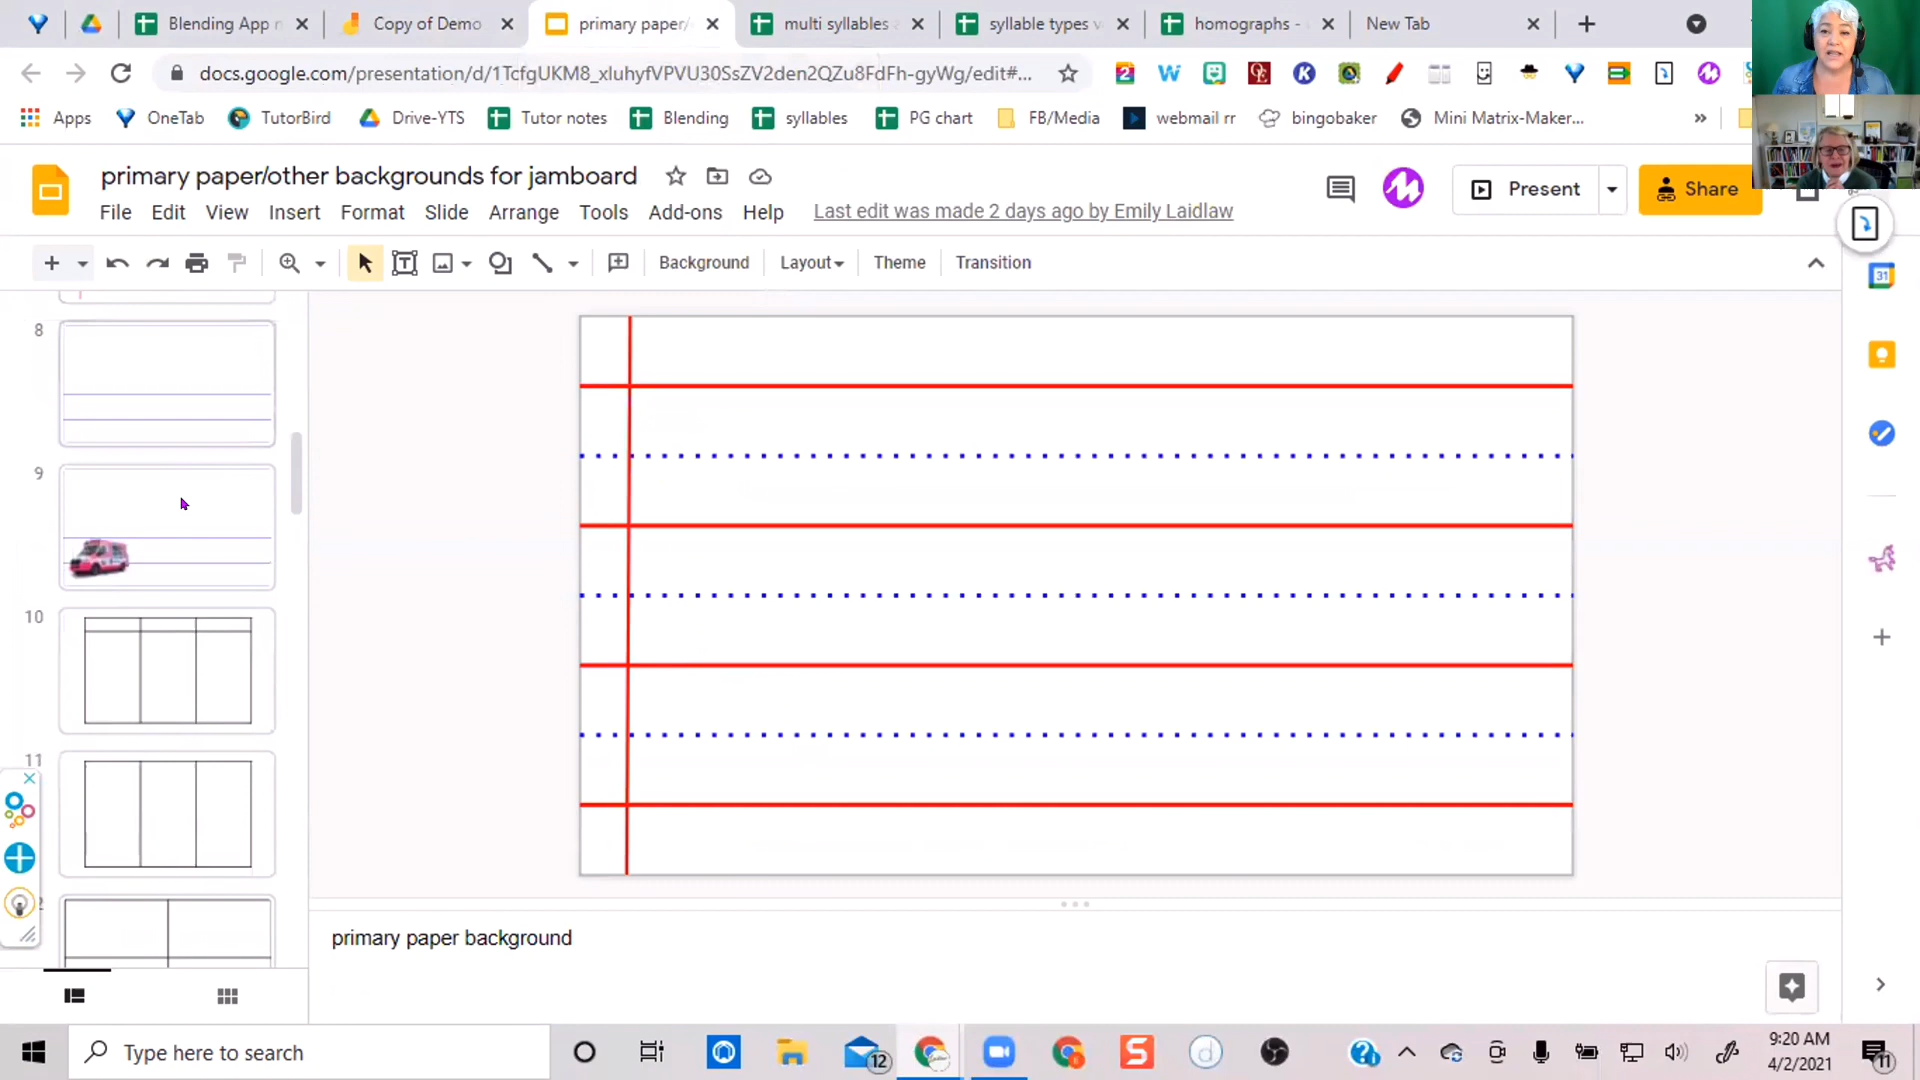 Blending App n
Copy of Demo
primary paper/
multi syllables
syllable types v
homographs -
New Tab
docs.google.com/presentation/d/1TcfgUKM8_xluhyfVPVU30SsZV2den2QZu8FdFh-gyWg/edit#...
Apps
OneTab
TutorBird
Drive-YTS
Tutor notes
Blending
syllables
PG chart
FB/Media
webmail rr
bingobaker
Mini Matrix-Maker...
primary paper/other backgrounds for jamboard
Present
Share
File Edit View Insert Format Slide Arrange Tools Add-ons Help
Last edit was made 2 days ago by Emily Laidlaw
Background
Layout
Theme
Transition
31
8
9
10
11
primary paper background
Type here to search
12
9:20 AM
4/2/2021
11